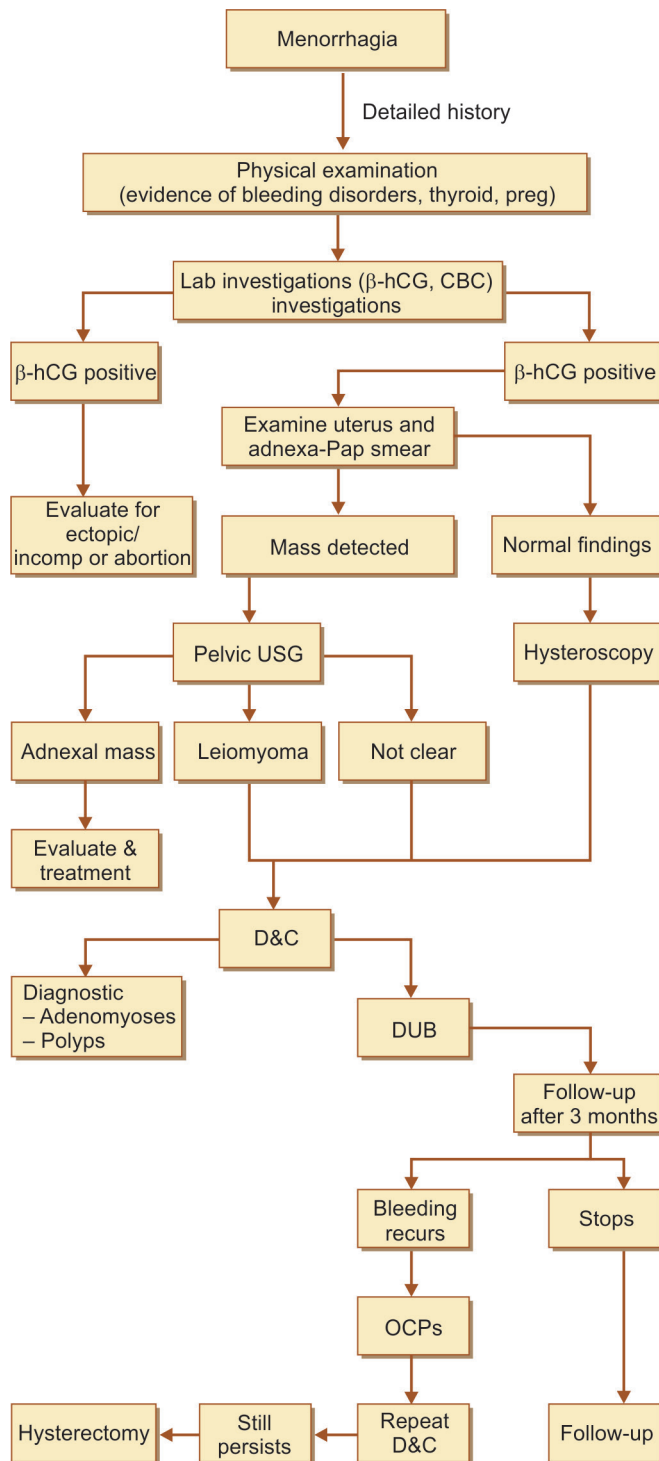 Menorrhagia
Detailed history
Physical examination
(evidence of bleeding disorders, thyroid, preg)
Lab investigations (β-hCG, CBC)
investigations
β-hCG positive
β-hCG positive
Examine uterus and
adnexa-Pap smear
Evaluate for
ectopic/
incomp or abortion
Mass detected
Normal findings
Pelvic USG
Hysteroscopy
Adnexal mass
Leiomyoma
Not clear
Evaluate &
treatment
D&C
Diagnostic
– Adenomyoses
– Polyps
DUB
Follow-up
after 3 months
Bleeding
recurs
Stops
OCPs
Hysterectomy
Still
persists
Repeat
D&C
Follow-up